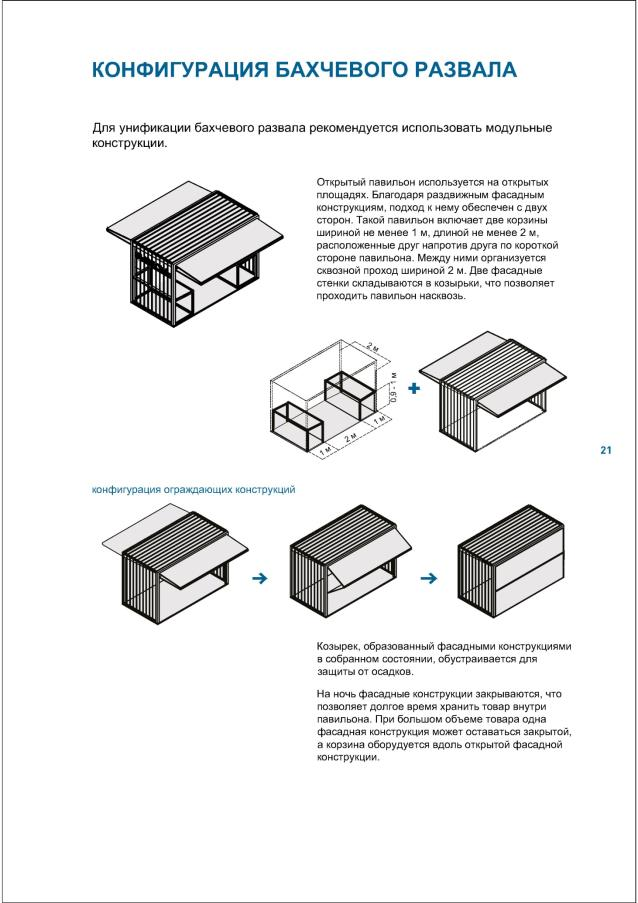 КОНФИГУРАЦИЯ БАХЧЕВОГО РАЗВАЛА
Для унификации бахчевого развала рекомендуется использовать модульные
конструкции.
Открытый павильон используется на открытых
площадях. Благодаря раздвижным фасадным
конструкциям, подход к нему обеспечен с двух
сторон. Такой павильон включает две корзины
шириной не менее 1 м, длиной не менее 2 м,
расположенные друг напротив друга по короткой
стороне павильона. Между ними организуется
сквозной проход шириной 2 м. Две фасадные
стенки складываются в козырьки, что позволяет
проходить павильон насквозь.
2 м
0,9 - 1 м
1 м
2 м
1 м
+
21
конфигурация ограждающих конструкций
Козырек, образованный фасадными конструкциями
в собранном состоянии, обустраивается для
защиты от осадков.
На ночь фасадные конструкции закрываются, что
позволяет долгое время хранить товар внутри
павильона. При большом объеме товара одна
фасадная конструкция может оставаться закрытой,
а корзина оборудуется вдоль открытой фасадной
конструкции.